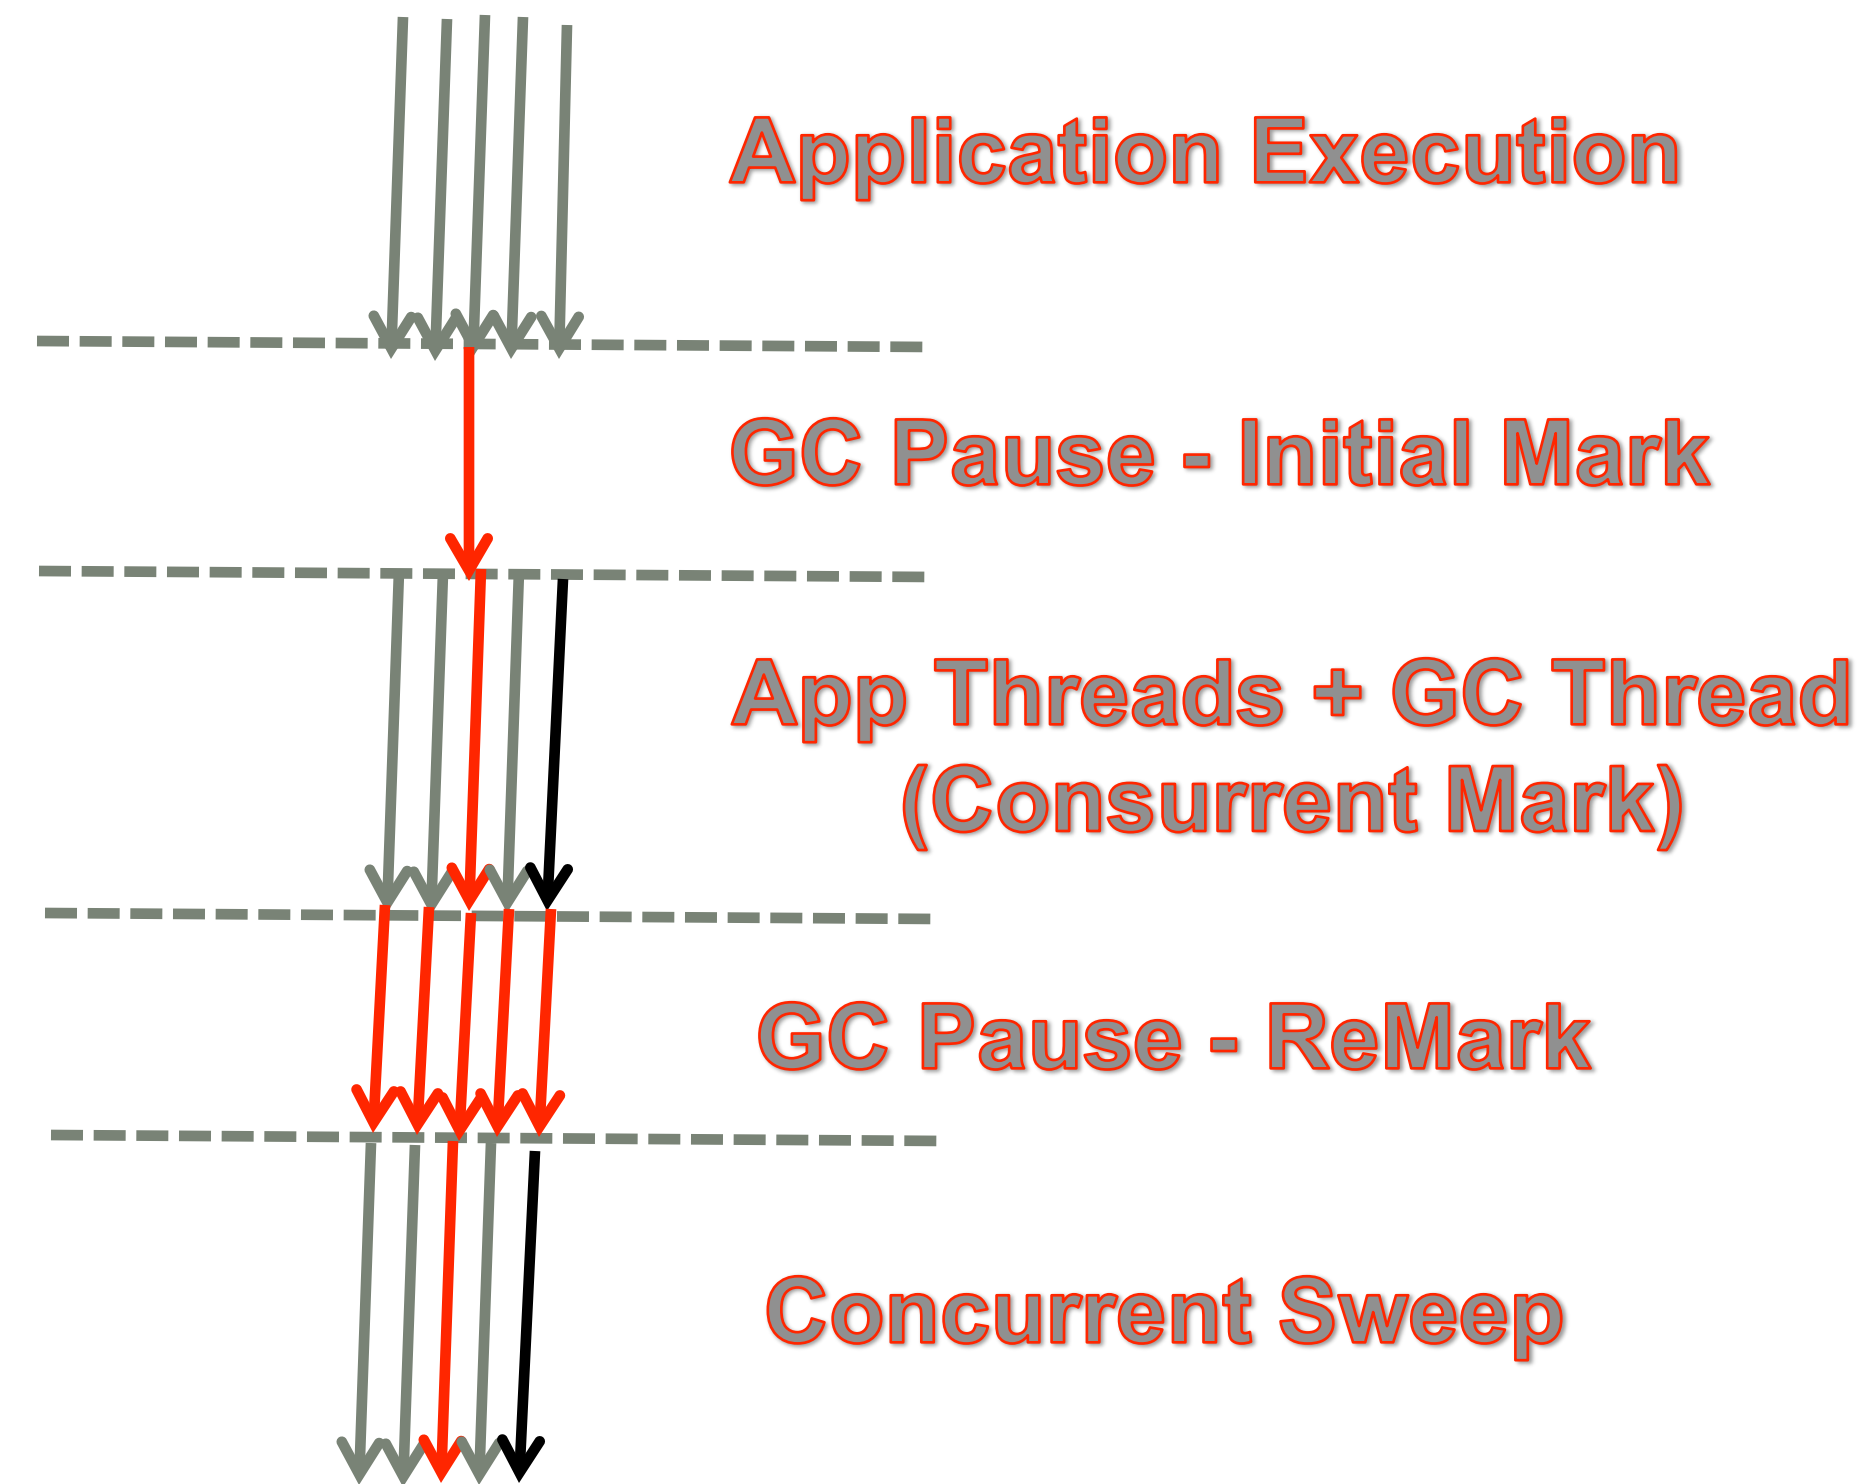 Application Execution
GC Pause - Initial Mark
App Threads + GC Thread
(Consurrent Mark)
GC Pause - ReMark
Concurrent Sweep